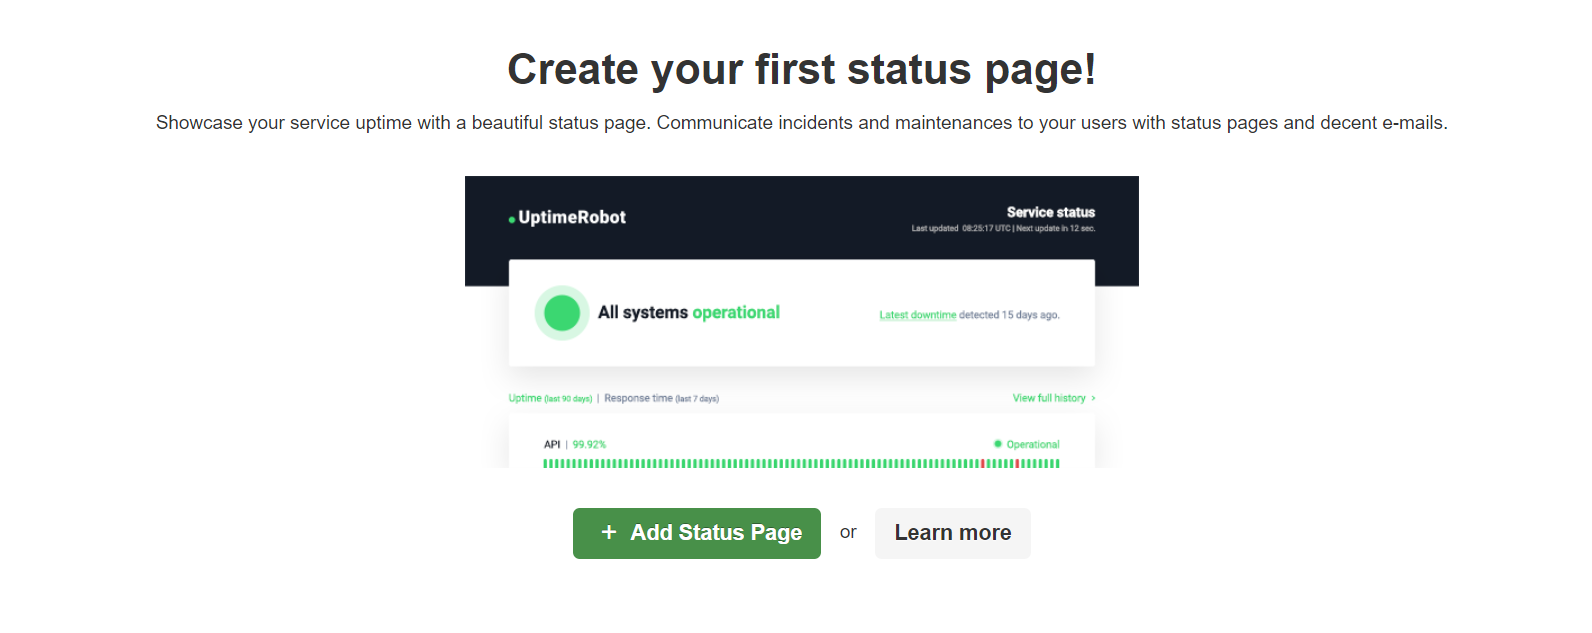 Create your first status page!
Showcase your service uptime with a beautiful status page. Communicate incidents and maintenances to your users with status pages and decent e-mails.
UptimeRobot
Service status
Last updated 08:25:17 UTC | Next update in 12 sec.
All systems operational
Latest downtime detected 15 days ago.
Uptime (last 90 days) | Response time (last 7 days)
View full history >
API | 99.92%
Operational
+ Add Status Page or Learn more